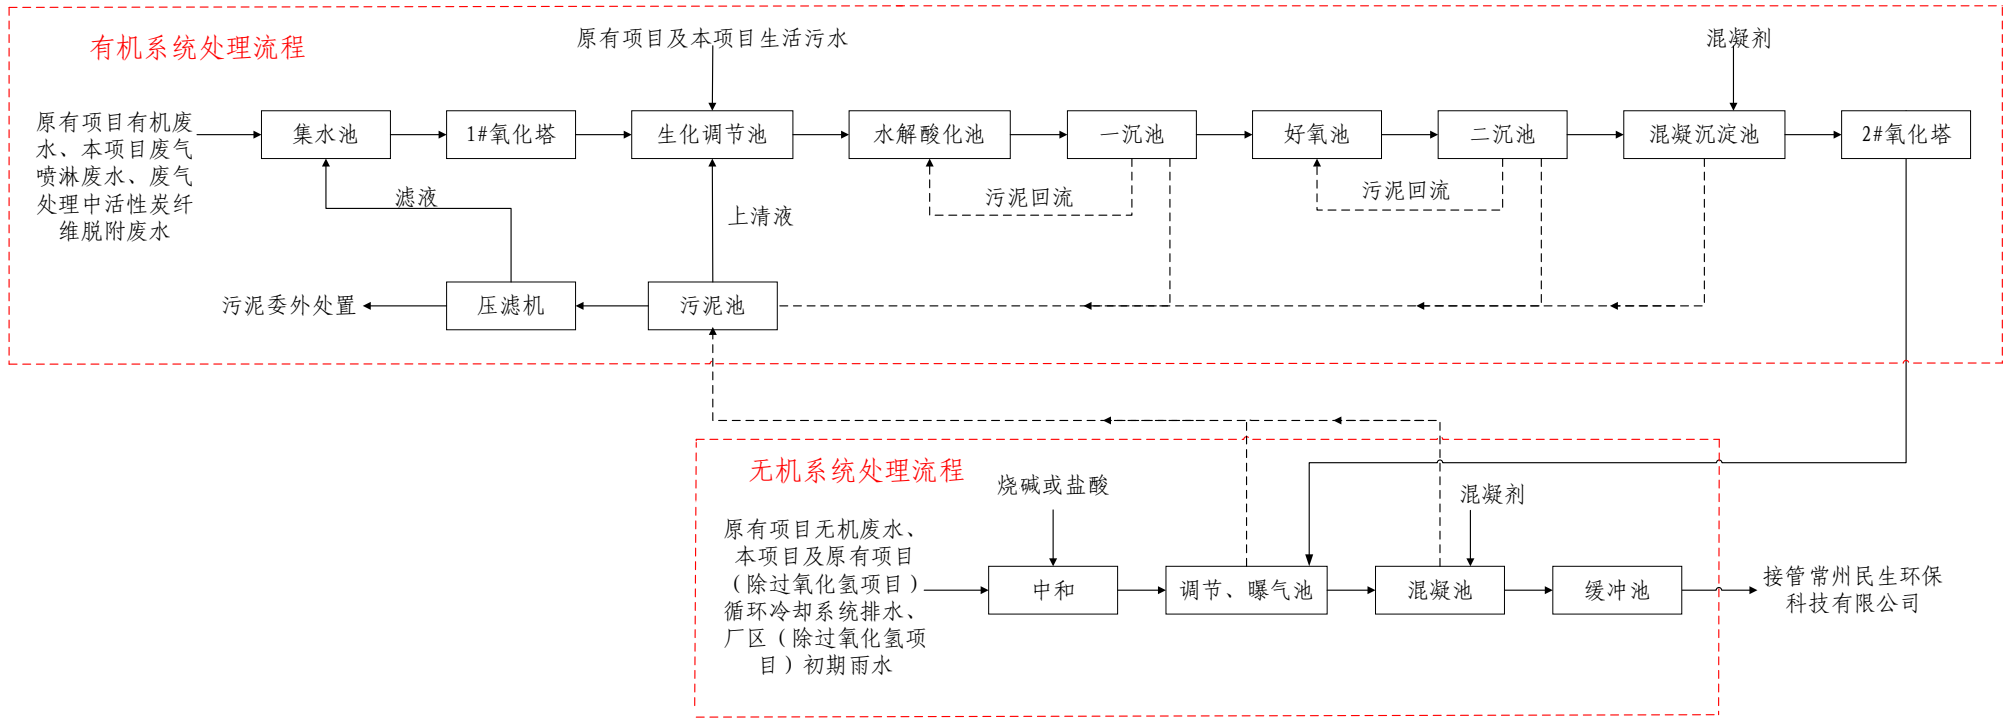 有机系统处理流程
原有项目及本项目生活污水
混凝剂
原有项目有机废
水、本项目废气
喷淋废水、废气
处理中活性炭纤
维脱附废水
集水池
1#氧化塔
生化调节池
水解酸化池
一沉池
好氧池
二沉池
混凝沉淀池
2#氧化塔
滤液
上清液
污泥回流
污泥回流
污泥委外处置
压滤机
污泥池
无机系统处理流程
烧碱或盐酸
混凝剂
原有项目无机废水、
本项目及原有项目
（除过氧化氢项目）
循环冷却系统排水、
厂区（除过氧化氢项
目）初期雨水
中和
调节、曝气池
混凝池
缓冲池
接管常州民生环保
科技有限公司